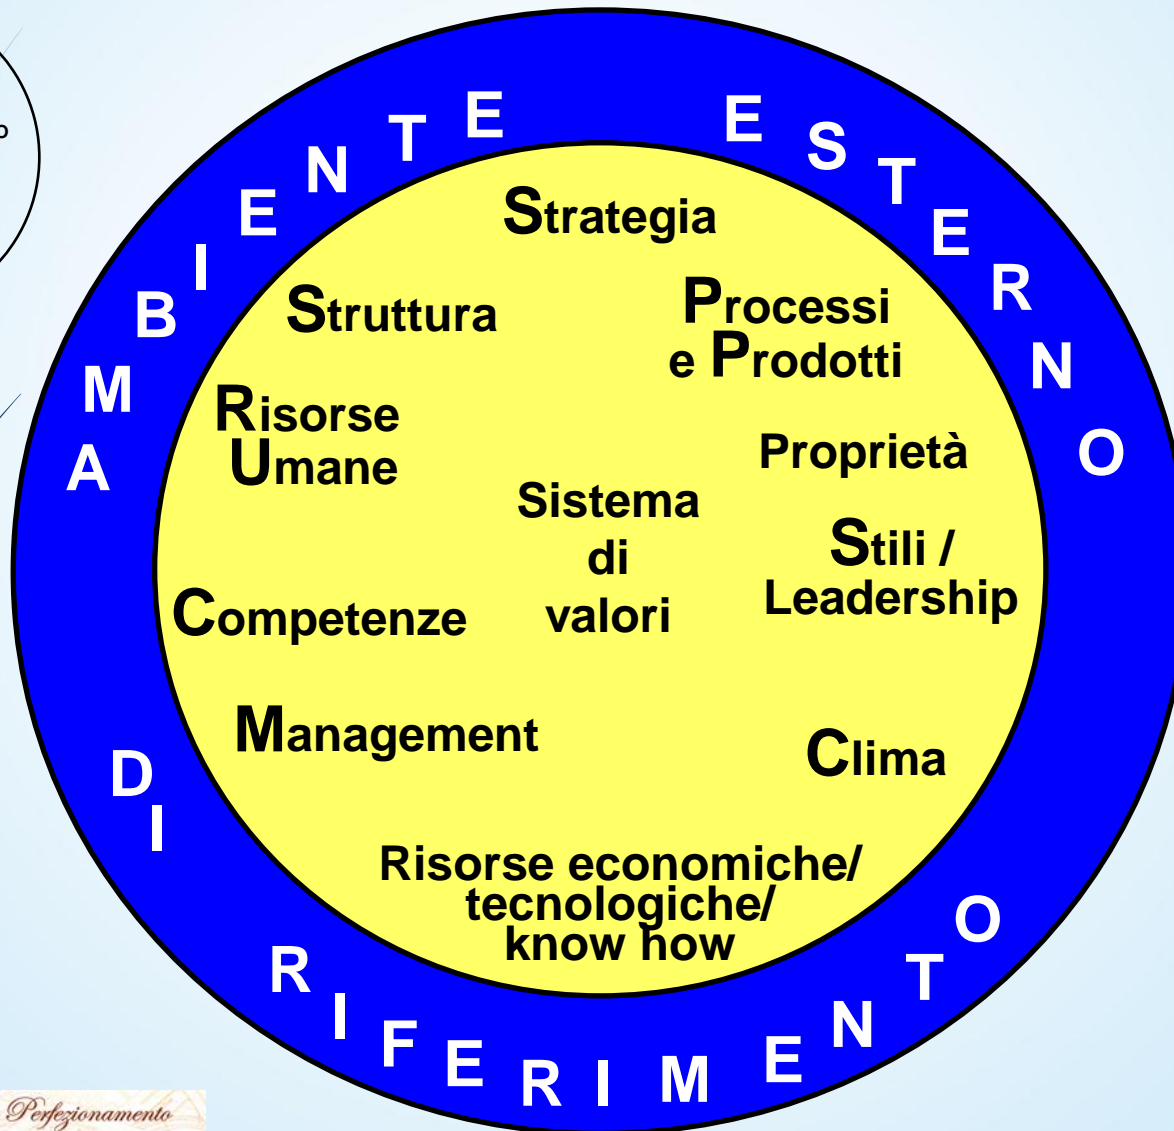 AMBIENTE ESTERNO
Strategia
Struttura
Processi
e Prodotti
Risorse
Umane
Proprietà
Sistema
di
valori
Stili /
Leadership
Competenze
Management
Clima
Risorse economiche/
tecnologiche/
know how
DI RIFERIMENTO
Perfezionamento